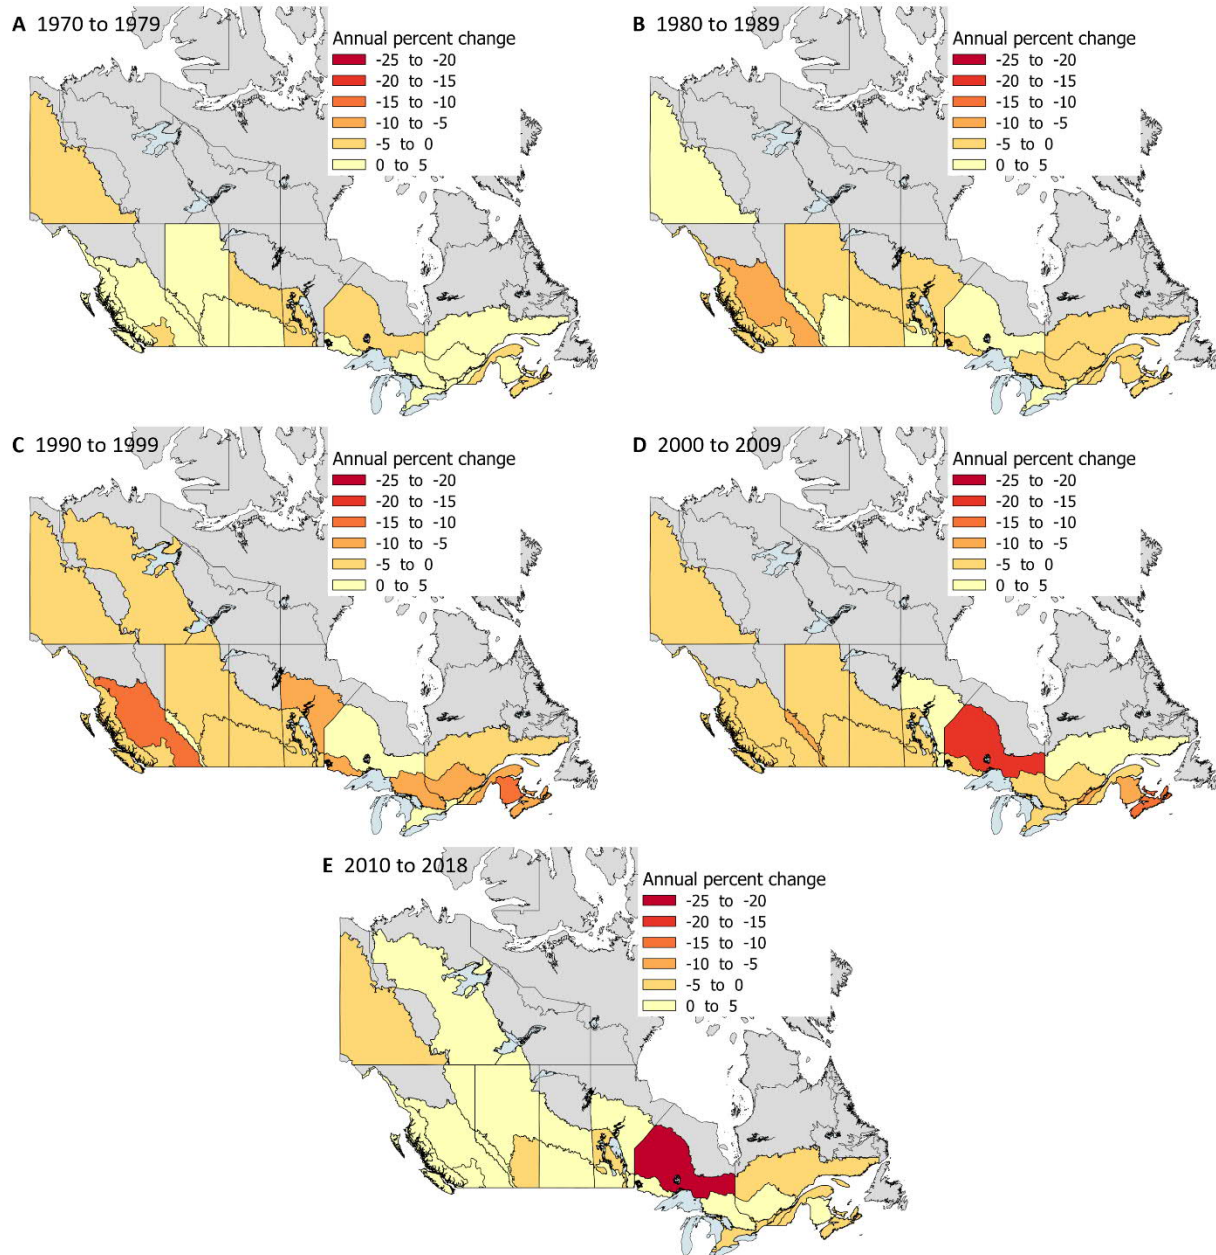 A 1970 to 1979
Annual percent change
-25 to -20
-20 to -15
-15 to -10
-10 to -5
-5 to 0
0 to 5
B 1980 to 1989
Annual percent change
-25 to -20
-20 to -15
-15 to -10
-10 to -5
-5 to 0
0 to 5
C 1990 to 1999
Annual percent change
-25 to -20
-20 to -15
-15 to -10
-10 to -5
-5 to 0
0 to 5
D 2000 to 2009
Annual percent change
-25 to -20
-20 to -15
-15 to -10
-10 to -5
-5 to 0
0 to 5
E 2010 to 2018
Annual percent change
-25 to -20
-20 to -15
-15 to -10
-10 to -5
-5 to 0
0 to 5